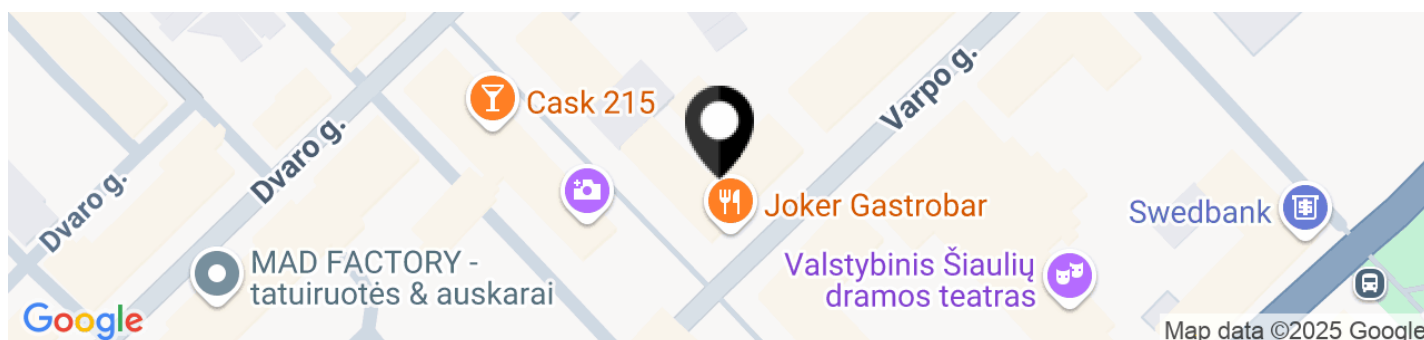 Dvaro g.
Dvaro g.
Cask 215
Varpo g.
Joker Gastrobar
Swedbank
MAD FACTORY -
tatuiruotės & auskarai
Valstybinis Šiaulių
dramos teatras
Google
Map data ©2025 Google